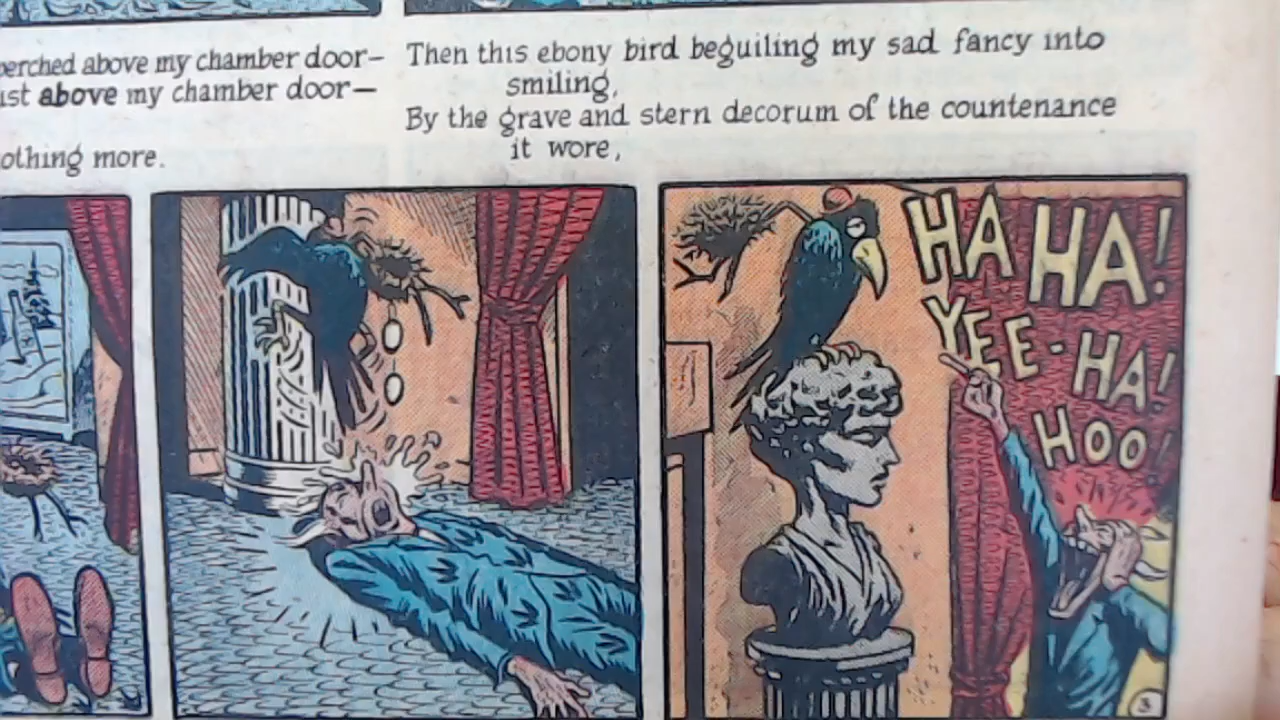 perched above my chamber door—
ust above my chamber door—
othing more.
Then this ebony bird beguiling my sad fancy into
smiling,
By the grave and stern decorum of the countenance
it wore,
HA HA!
YEE-HA!
HOO!
3